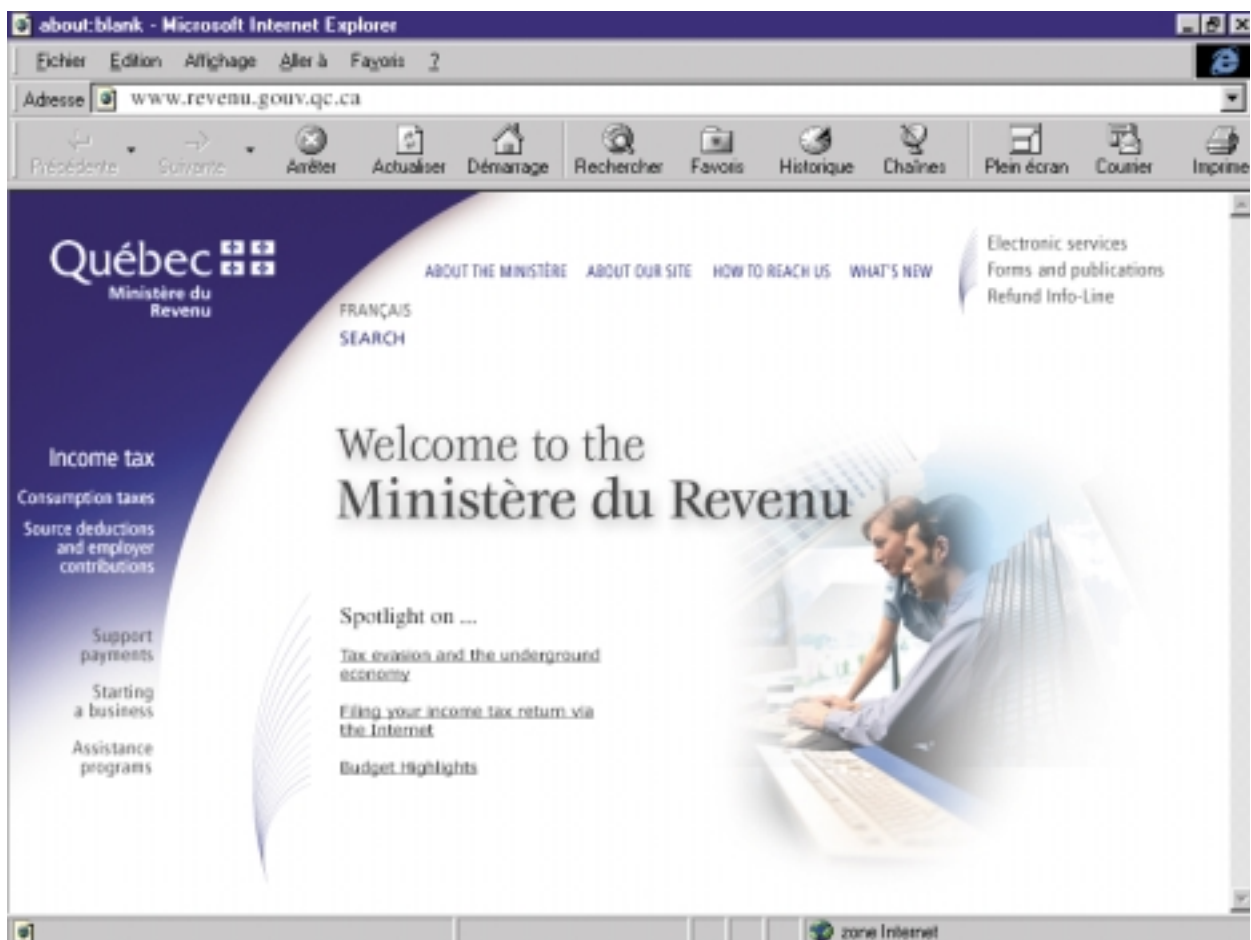 about:blank - Microsoft Internet Explorer
Fichier Edition Affichage Aller à Favoris ?
Adresse www.revenu.gouv.qc.ca
Précédente Suivante Arrêter Actualiser Démarrage Rechercher Favoris Historique Chaînes Plein écran Courrier Imprime
Québec
Ministère du
Revenu
ABOUT THE MINISTÈRE ABOUT OUR SITE HOW TO REACH US WHAT'S NEW
Electronic services
Forms and publications
Refund Info-Line
FRANÇAIS
SEARCH
Income tax
Consumption taxes
Source deductions
and employer
contributions
Support
payments
Starting
a business
Assistance
programs
Welcome to the
Ministère du Revenu
Spotlight on ...
Tax evasion and the underground
economy
Filing your income tax return via
the Internet
Budget Highlights
zone Internet